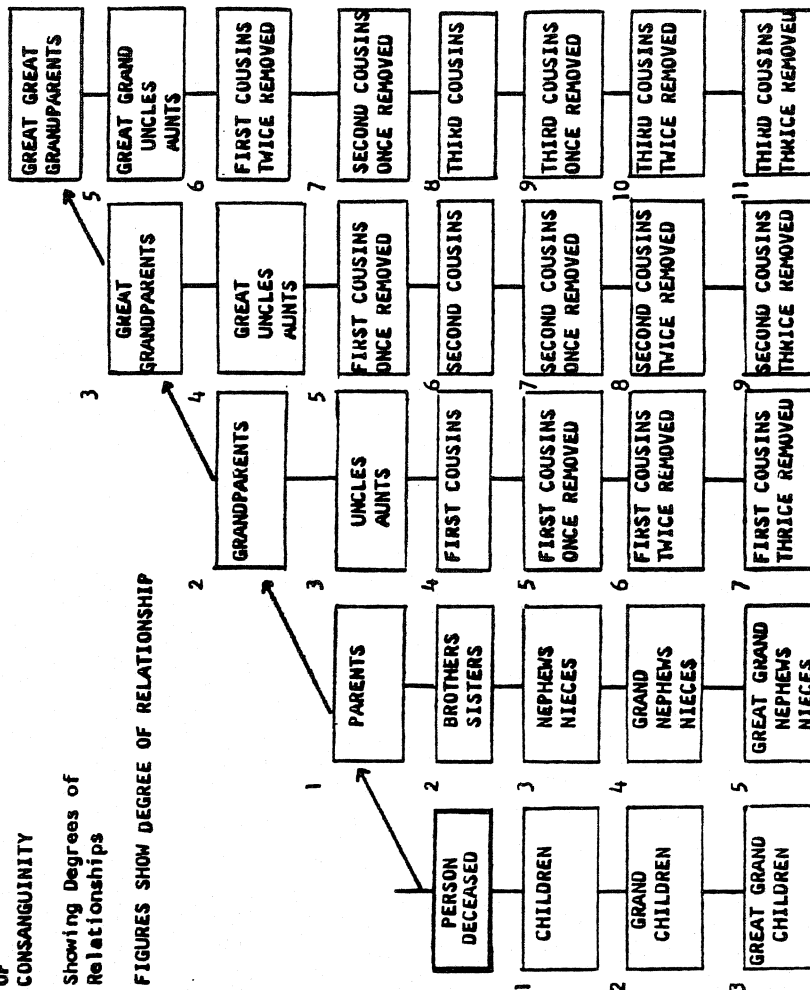 OF
CONSANGUINITY
Showing Degrees of
Relationships
FIGURES SHOW DEGREE OF RELATIONSHIP
PERSON
DECEASED
1
CHILDREN
2
GRAND
CHILDREN
3
GREAT GRAND
CHILDREN
1
PARENTS
2
BROTHERS
SISTERS
3
NEPHEWS
NIECES
4
GRAND
NEPHEWS
NIECES
5
GREAT GRAND
NEPHEWS
NIECES
2
GRANDPARENTS
3
UNCLES
AUNTS
4
FIRST COUSINS
5
FIRST COUSINS
ONCE REMOVED
6
FIRST COUSINS
TWICE REMOVED
7
FIRST COUSINS
THRICE REMOVED
3
GREAT
GRANDPARENTS
4
GREAT
UNCLES
AUNTS
5
FIRST COUSINS
ONCE REMOVED
6
SECOND COUSINS
7
SECOND COUSINS
ONCE REMOVED
8
SECOND COUSINS
TWICE REMOVED
9
SECOND COUSINS
THRICE REMOVED
GREAT GREAT
GRANDPARENTS
5
GREAT GRAND
UNCLES
AUNTS
6
FIRST COUSINS
TWICE REMOVED
7
SECOND COUSINS
ONCE REMOVED
8
THIRD COUSINS
9
THIRD COUSINS
ONCE REMOVED
10
THIRD COUSINS
TWICE REMOVED
11
THIRD COUSINS
THRICE REMOVED